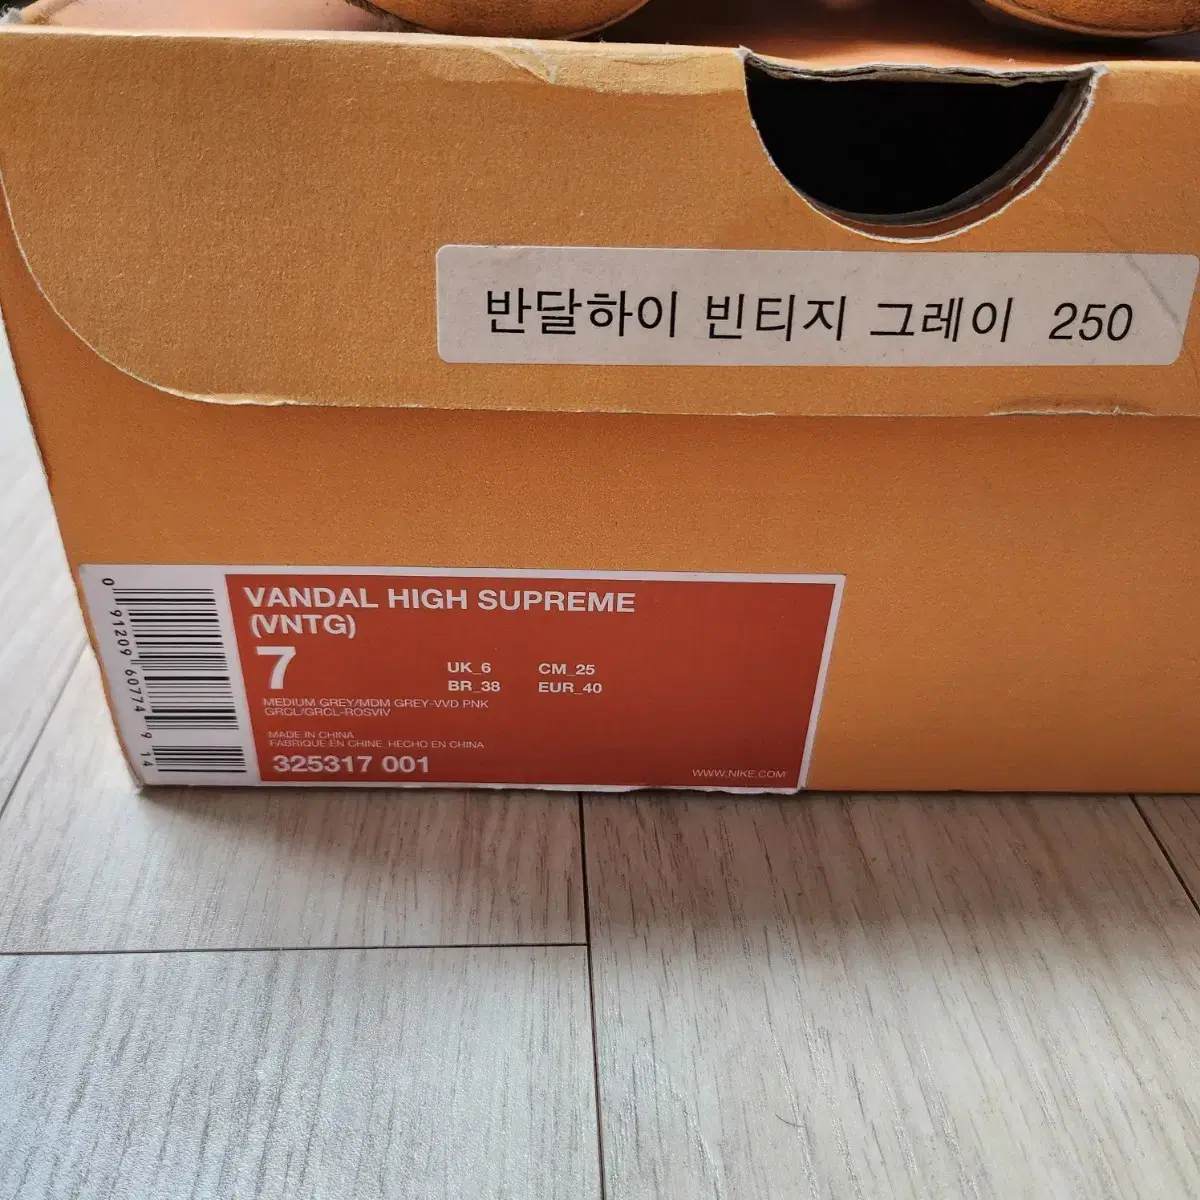 반달하이 빈티지 그레이 250
VANDAL HIGH SUPREME
(VNTG)
7
UK_6 CM_25
BR_38 EUR_40
MEDIUM GREY/MDM GREY-VVD PNK
GRCL/GRCL-ROSVIV
MADE IN CHINA
FABRIQUE EN CHINE HECHO EN CHINA
325317 001
WWW.NIKE.COM
0 91209 60774 9 14